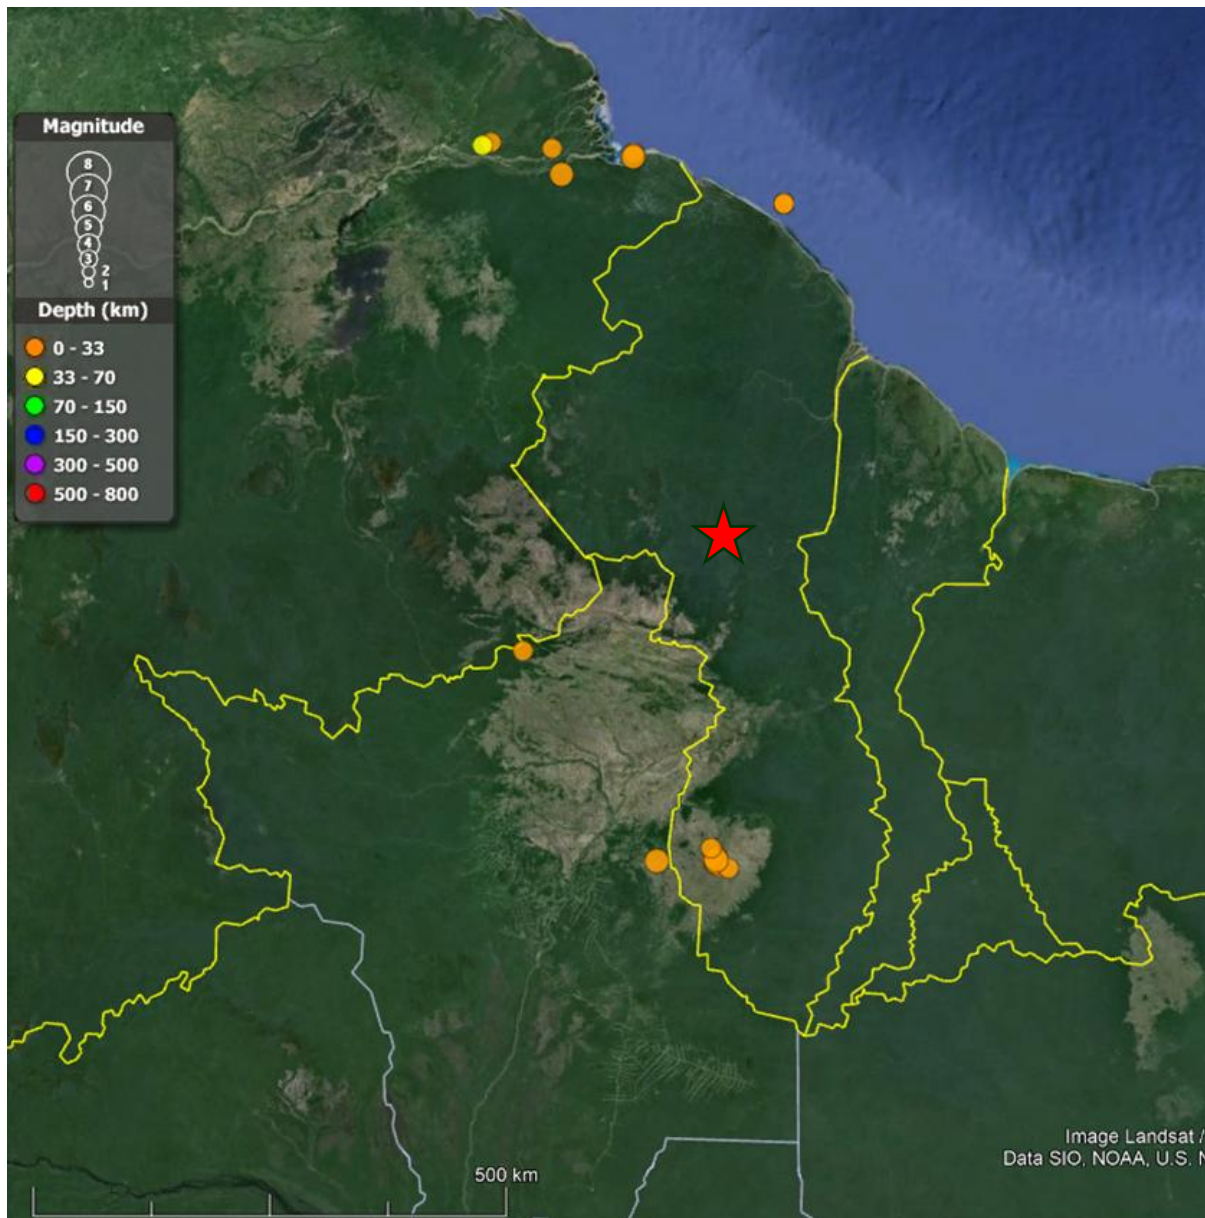 Magnitude
8
7
6
5
4
3
2
1
Depth (km)
0 - 33
33 - 70
70 - 150
150 - 300
300 - 500
500 - 800
500 km
Image Landsat /
Data SIO, NOAA, U.S. N